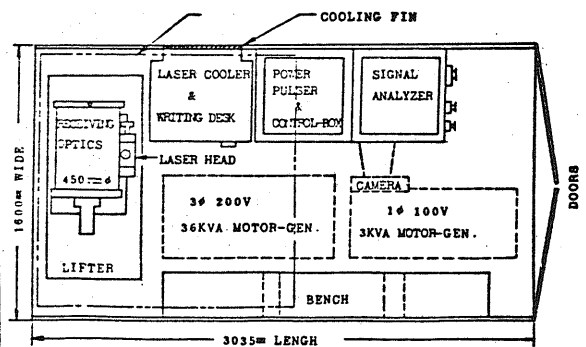 COOLING FIN
LASER COOLER
&
WRITING DESK
POWER
PULSER
&
CONTROL-BOX
SIGNAL
ANALYZER
RECEIVING
OPTICS
450 mm φ
LASER HEAD
LIFTER
CAMERA
3φ 200V
36KVA MOTOR-GEN.
1φ 100V
3KVA MOTOR-GEN.
BENCH
1600mm WIDE
3035mm LENGH
DOORS